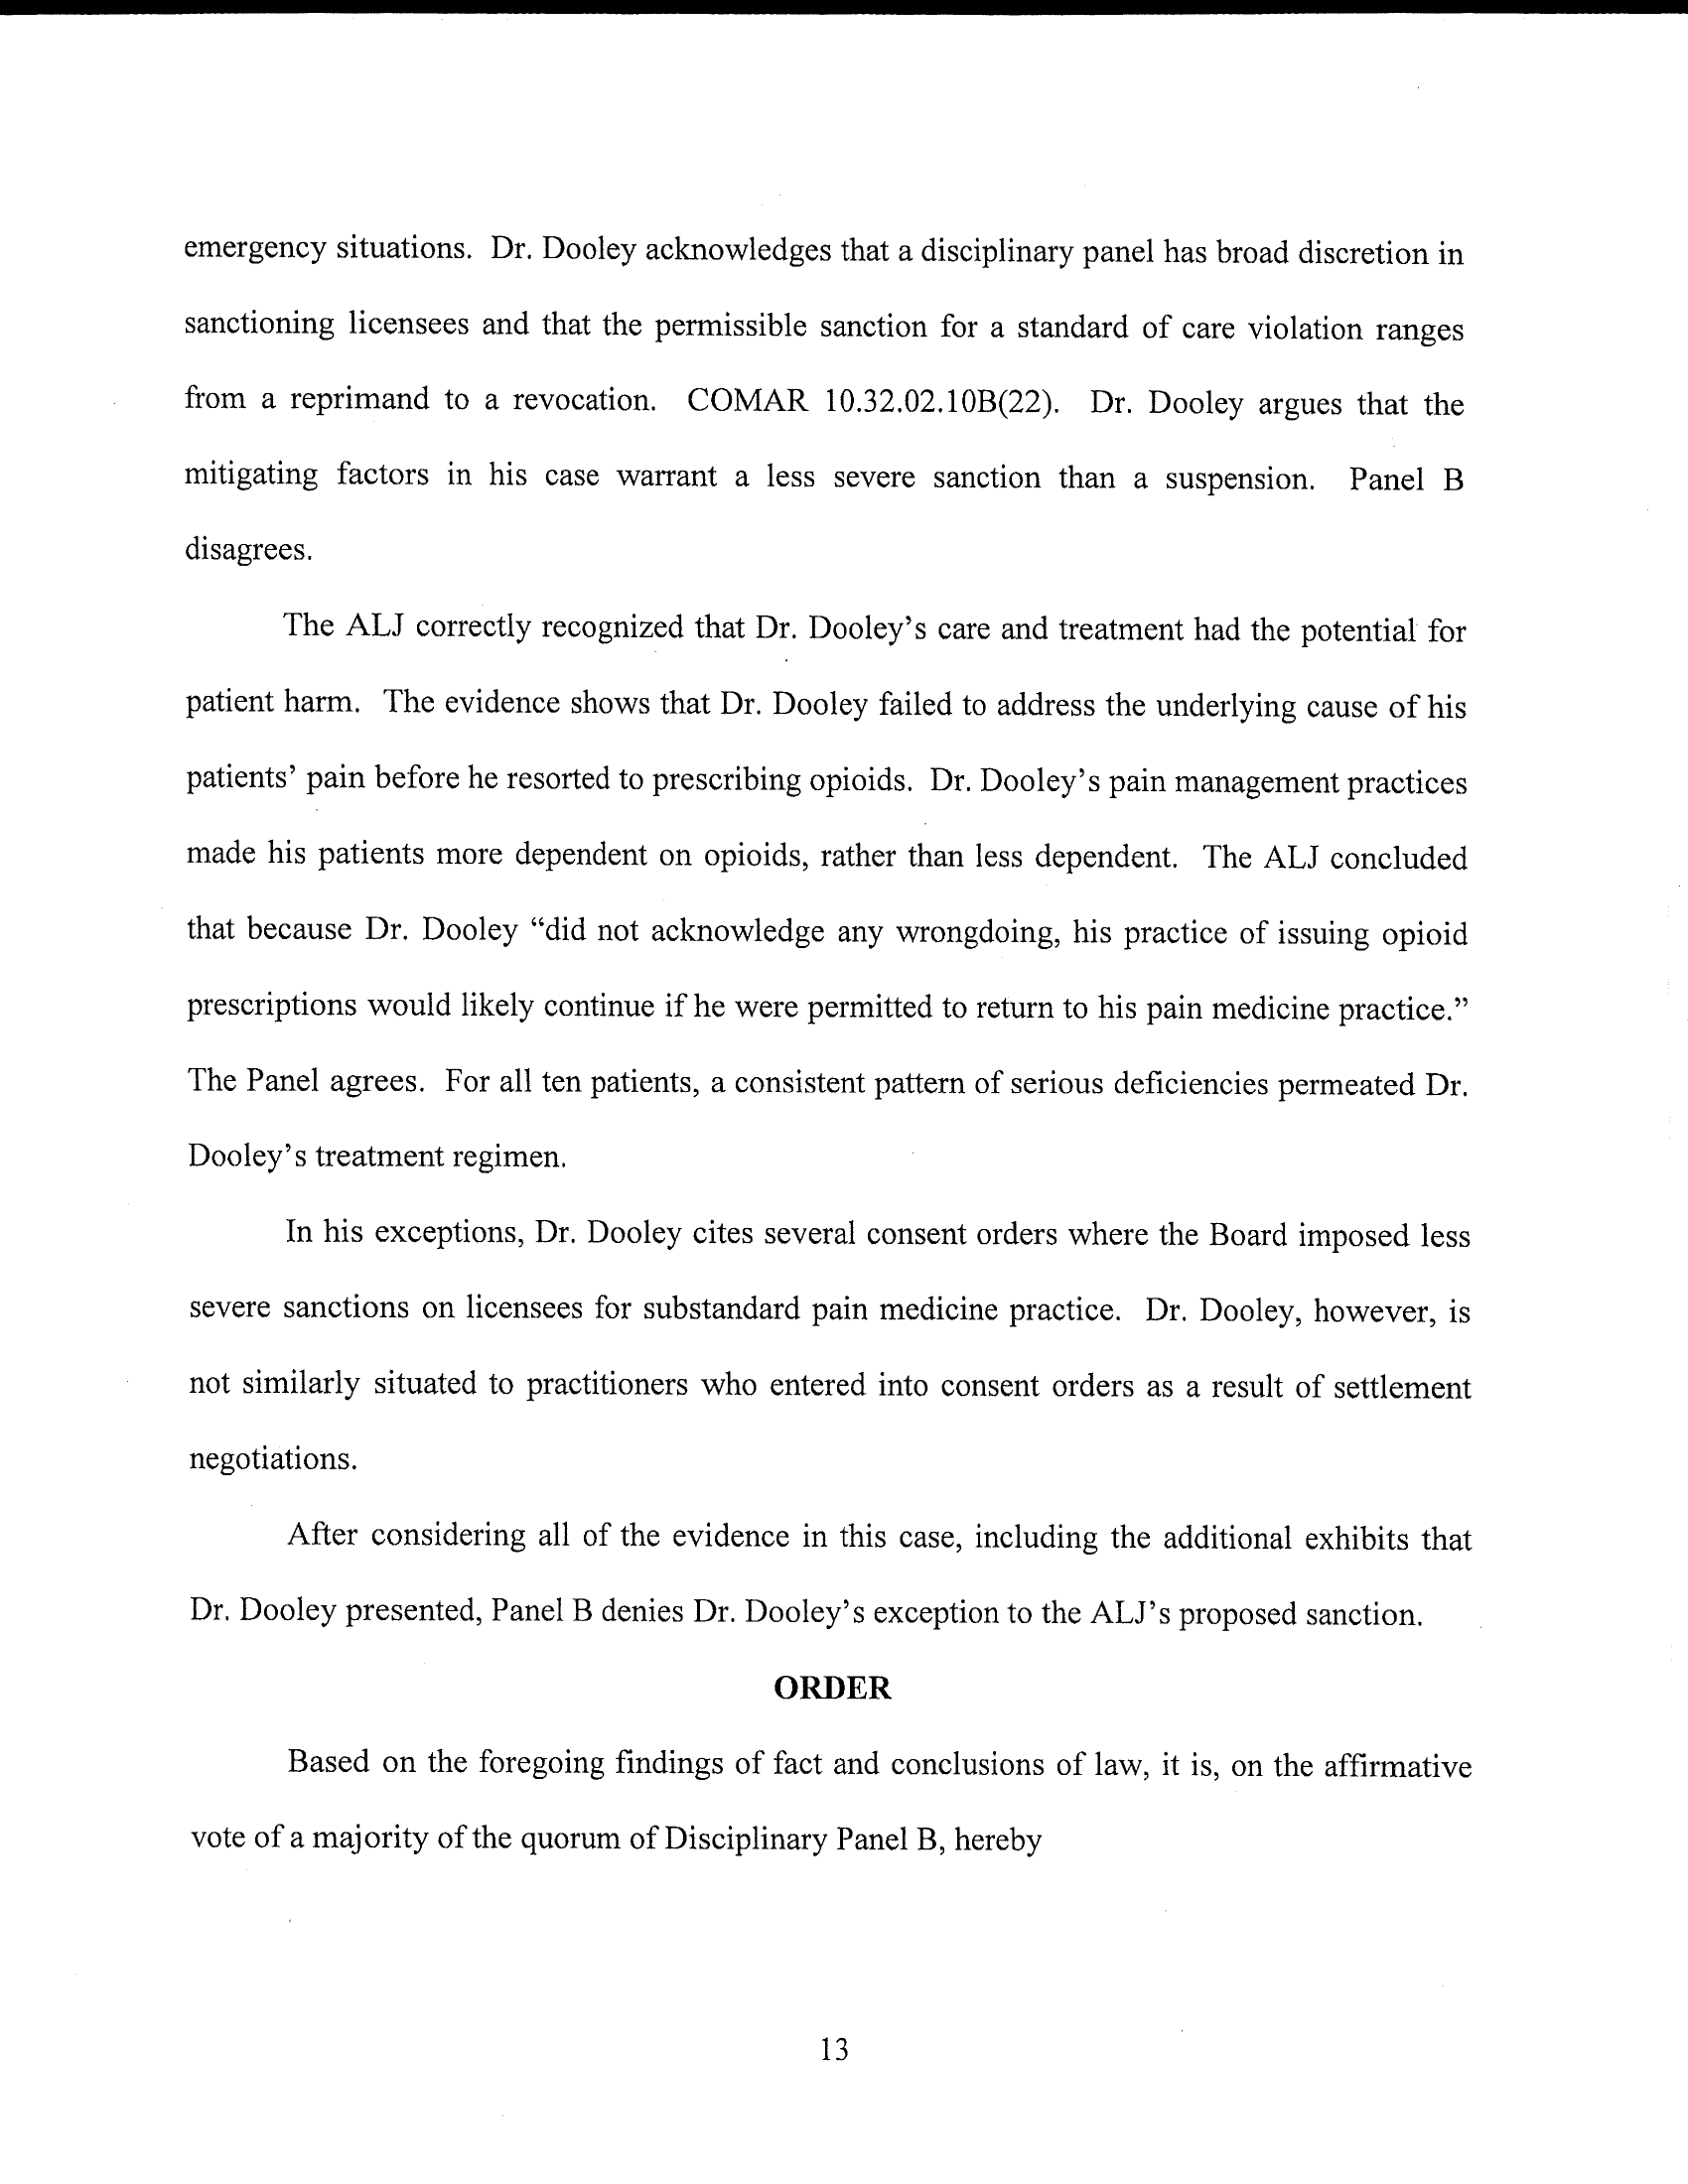 emergency situations. Dr. Dooley acknowledges that a disciplinary panel has broad discretion in
sanctioning licensees and that the permissible sanction for a standard of care violation ranges
from a reprimand to a revocation. COMAR 10.32.02.10B(22). Dr. Dooley argues that the
mitigating factors in his case warrant a less severe sanction than a suspension. Panel B
disagrees.
The ALJ correctly recognized that Dr. Dooley’s care and treatment had the potential for
patient harm. The evidence shows that Dr. Dooley failed to address the underlying cause of his
patients’ pain before he resorted to prescribing opioids. Dr. Dooley’s pain management practices
made his patients more dependent on opioids, rather than less dependent. The ALJ concluded
that because Dr. Dooley “did not acknowledge any wrongdoing, his practice of issuing opioid
prescriptions would likely continue if he were permitted to return to his pain medicine practice.”
The Panel agrees. For all ten patients, a consistent pattern of serious deficiencies permeated Dr.
Dooley’s treatment regimen.
In his exceptions, Dr. Dooley cites several consent orders where the Board imposed less
severe sanctions on licensees for substandard pain medicine practice. Dr. Dooley, however, is
not similarly situated to practitioners who entered into consent orders as a result of settlement
negotiations.
After considering all of the evidence in this case, including the additional exhibits that
Dr. Dooley presented, Panel B denies Dr. Dooley’s exception to the ALJ’s proposed sanction.
ORDER
Based on the foregoing findings of fact and conclusions of law, it is, on the affirmative
vote of a majority of the quorum of Disciplinary Panel B, hereby
13